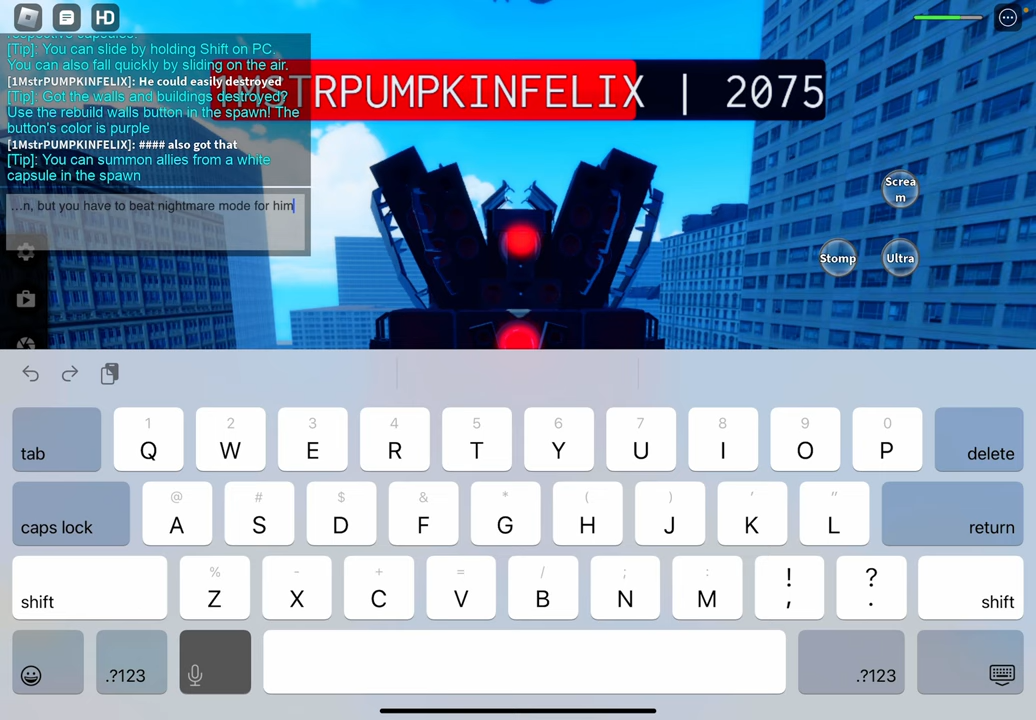 HD
[Tip]: You can slide by holding Shift on PC.
You can also fall quickly by sliding on the air.
[1MstrPUMPKINFELIX]: He could easily destroyed
[Tip]: Got the walls and buildings destroyed?
Use the rebuild walls button in the spawn! The
button's color is purple
[1MstrPUMPKINFELIX]: #### also got that
[Tip]: You can summon allies from a white
capsule in the spawn
...n, but you have to beat nightmare mode for him
1MSTRPUMPKINFELIX | 2075
Screa
m
Stomp
Ultra
1 2 3 4 5 6 7 8 9 0
tab Q W E R T Y U I O P delete
@ # $ & * ( ) ' "
caps lock A S D F G H J K L return
% - + = / ; : ! ?
shift Z X C V B N M , . shift
.?123 .?123